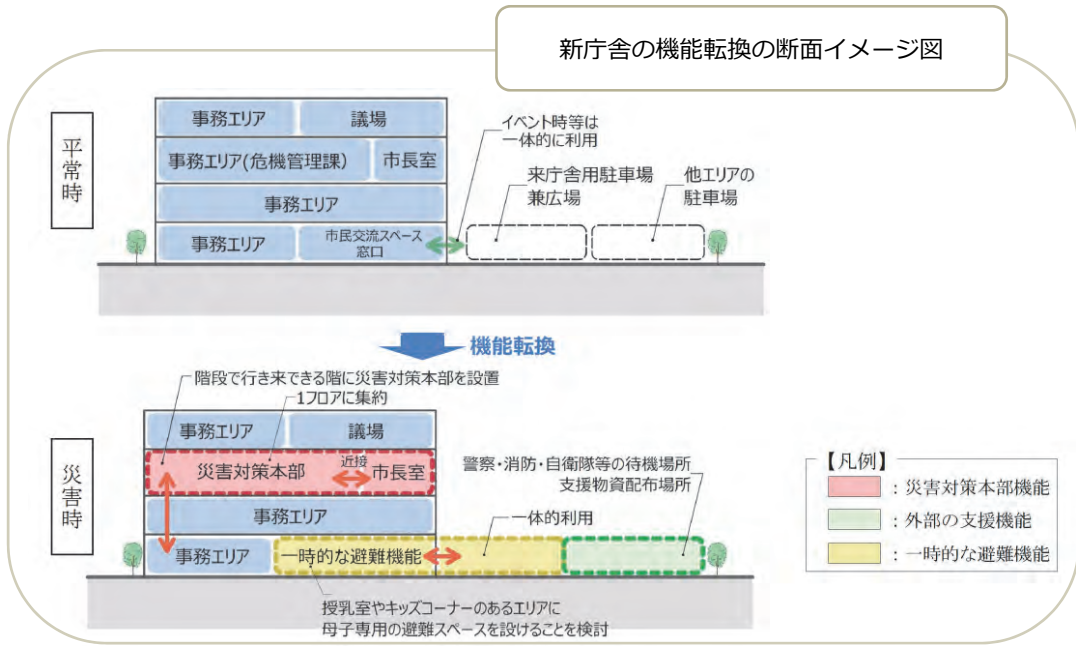 新庁舎の機能転換の断面イメージ図
平常時
事務エリア
議場
事務エリア(危機管理課)
市長室
事務エリア
事務エリア
市民交流スペース
窓口
イベント時等は
一体的に利用
来庁舎用駐車場
兼広場
他エリアの
駐車場
機能転換
災害時
階段で行き来できる階に災害対策本部を設置
1フロアに集約
事務エリア
議場
災害対策本部
近接
市長室
事務エリア
事務エリア
一時的な避難機能
警察・消防・自衛隊等の待機場所
支援物資配布場所
一体的利用
授乳室やキッズコーナーのあるエリアに
母子専用の避難スペースを設けることを検討
【凡例】
：災害対策本部機能
：外部の支援機能
：一時的な避難機能